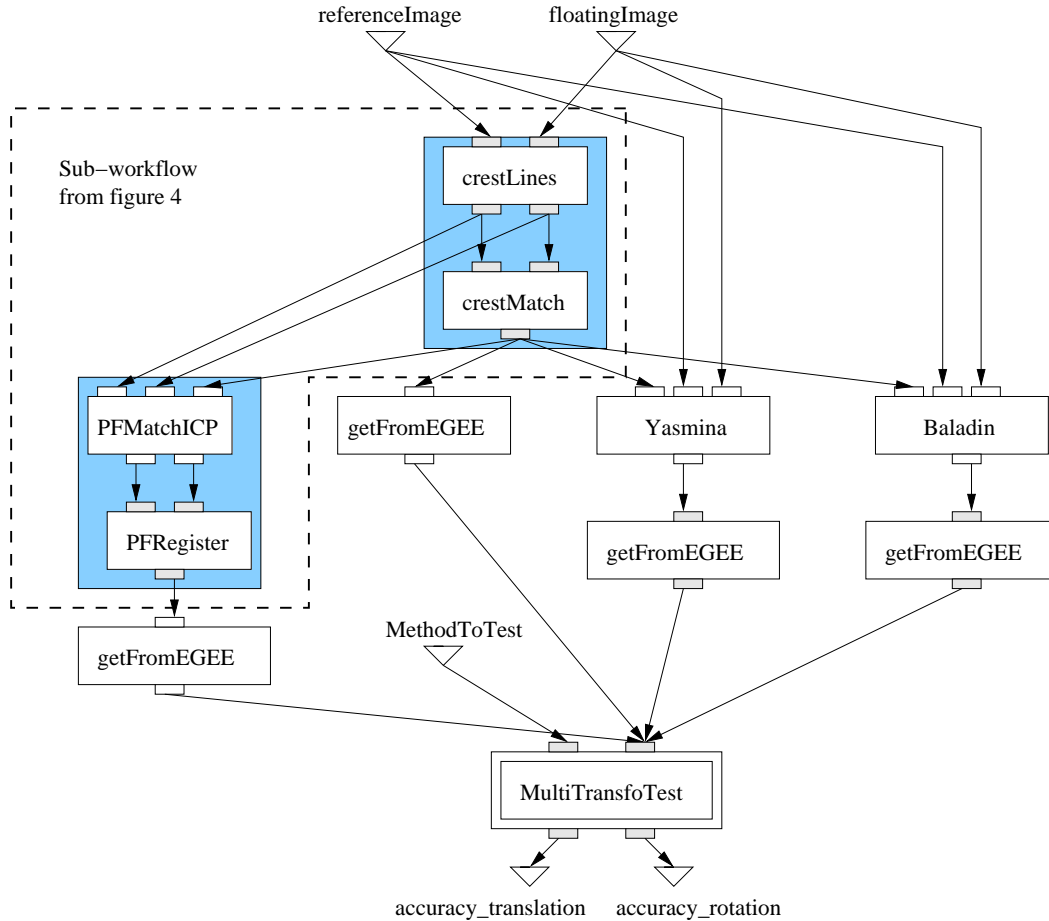 referenceImage
floatingImage
Sub−workflow
from figure 4
crestLines
crestMatch
PFMatchICP
getFromEGEE
Yasmina
Baladin
PFRegister
getFromEGEE
getFromEGEE
MethodToTest
getFromEGEE
MultiTransfoTest
accuracy_translation
accuracy_rotation